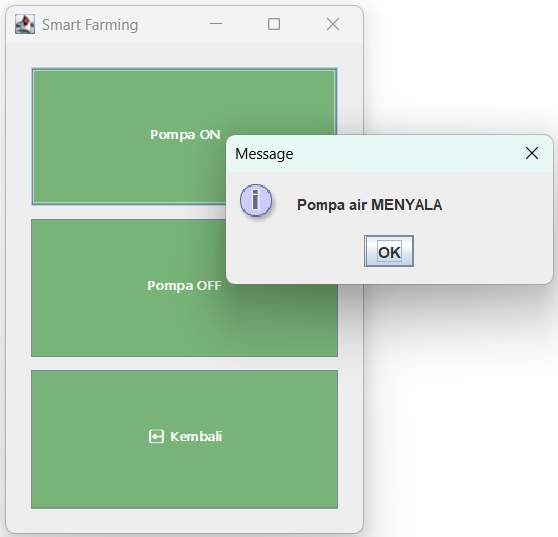 Smart Farming
Pompa ON
Message
Pompa air MENYALA
OK
Pompa OFF
Kembali